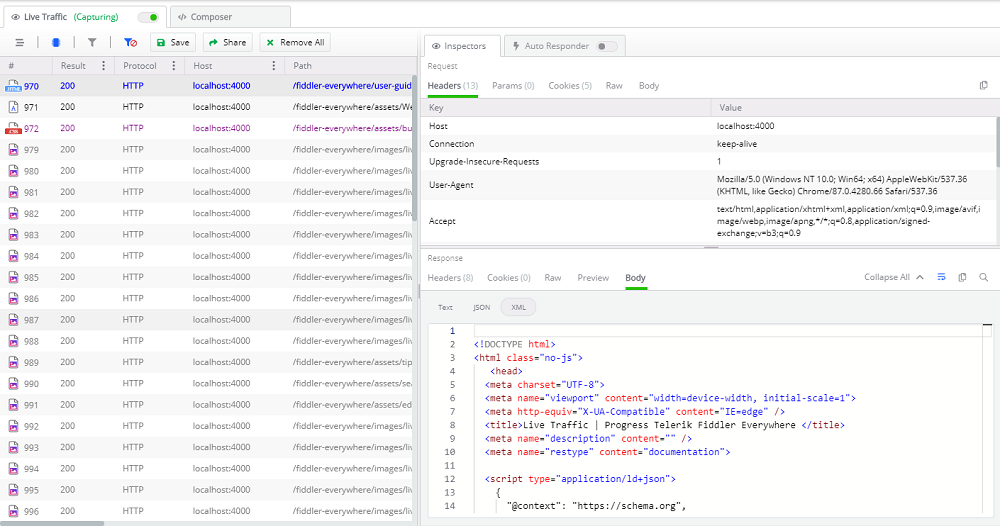 Live Traffic (Capturing)
Composer
Save
Share
Remove All
# Result Protocol Host Path
970 200 HTTP localhost:4000 /fiddler-everywhere/user-guid
971 200 HTTP localhost:4000 /fiddler-everywhere/assets/We
972 200 HTTP localhost:4000 /fiddler-everywhere/assets/bu
979 200 HTTP localhost:4000 /fiddler-everywhere/images/liv
980 200 HTTP localhost:4000 /fiddler-everywhere/images/liv
981 200 HTTP localhost:4000 /fiddler-everywhere/images/liv
982 200 HTTP localhost:4000 /fiddler-everywhere/images/liv
983 200 HTTP localhost:4000 /fiddler-everywhere/images/liv
984 200 HTTP localhost:4000 /fiddler-everywhere/images/liv
985 200 HTTP localhost:4000 /fiddler-everywhere/images/liv
986 200 HTTP localhost:4000 /fiddler-everywhere/images/liv
987 200 HTTP localhost:4000 /fiddler-everywhere/images/liv
988 200 HTTP localhost:4000 /fiddler-everywhere/images/liv
989 200 HTTP localhost:4000 /fiddler-everywhere/assets/tip
990 200 HTTP localhost:4000 /fiddler-everywhere/assets/sea
991 200 HTTP localhost:4000 /fiddler-everywhere/assets/ed
992 200 HTTP localhost:4000 /fiddler-everywhere/images/liv
993 200 HTTP localhost:4000 /fiddler-everywhere/images/liv
994 200 HTTP localhost:4000 /fiddler-everywhere/images/liv
995 200 HTTP localhost:4000 /fiddler-everywhere/images/liv
996 200 HTTP localhost:4000 /fiddler-everywhere/images/liv
Inspectors
Auto Responder
Request
Headers (13) Params (0) Cookies (5) Raw Body
Key Value
Host localhost:4000
Connection keep-alive
Upgrade-Insecure-Requests 1
User-Agent Mozilla/5.0 (Windows NT 10.0; Win64; x64) AppleWebKit/537.36
(KHTML, like Gecko) Chrome/87.0.4280.66 Safari/537.36
Accept text/html,application/xhtml+xml,application/xml;q=0.9,image/avif,i
mage/webp,image/apng,*/*;q=0.8,application/signed-
exchange;v=b3;q=0.9
Response
Headers (8) Cookies (0) Raw Preview Body Collapse All
Text JSON XML
1
2 <!DOCTYPE html>
3 <html class="no-js">
4 <head>
5 <meta charset="UTF-8">
6 <meta name="viewport" content="width=device-width, initial-scale=1">
7 <meta http-equiv="X-UA-Compatible" content="IE=edge" />
8 <title>Live Traffic | Progress Telerik Fiddler Everywhere </title>
9 <meta name="description" content="" />
10 <meta name="restype" content="documentation">
11
12 <script type="application/ld+json">
13 {
14 "@context": "https://schema.org",